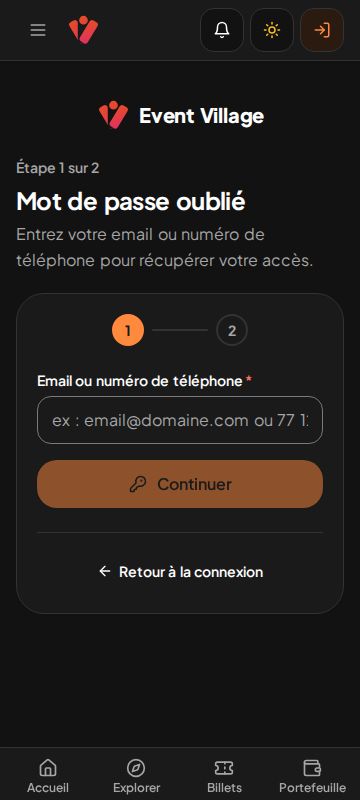 Event Village
Étape 1 sur 2
Mot de passe oublié
Entrez votre email ou numéro de
téléphone pour récupérer votre accès.
1
2
Email ou numéro de téléphone *
ex : email@domaine.com ou 77 1
Continuer
Retour à la connexion
Accueil
Explorer
Billets
Portefeuille